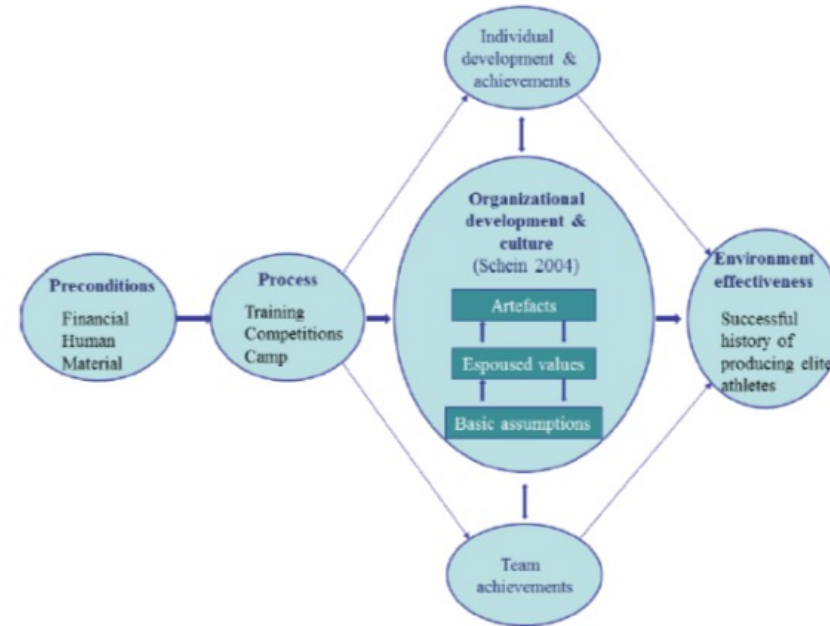 Individual
development &
achievements
Preconditions
Financial
Human
Material
Process
Training
Competitions
Camp
Organizational
development &
culture
(Schein 2004)
Artefacts
Espoused values
Basic assumptions
Environment
effectiveness
Successful
history of
producing elite
athletes
Team
achievements